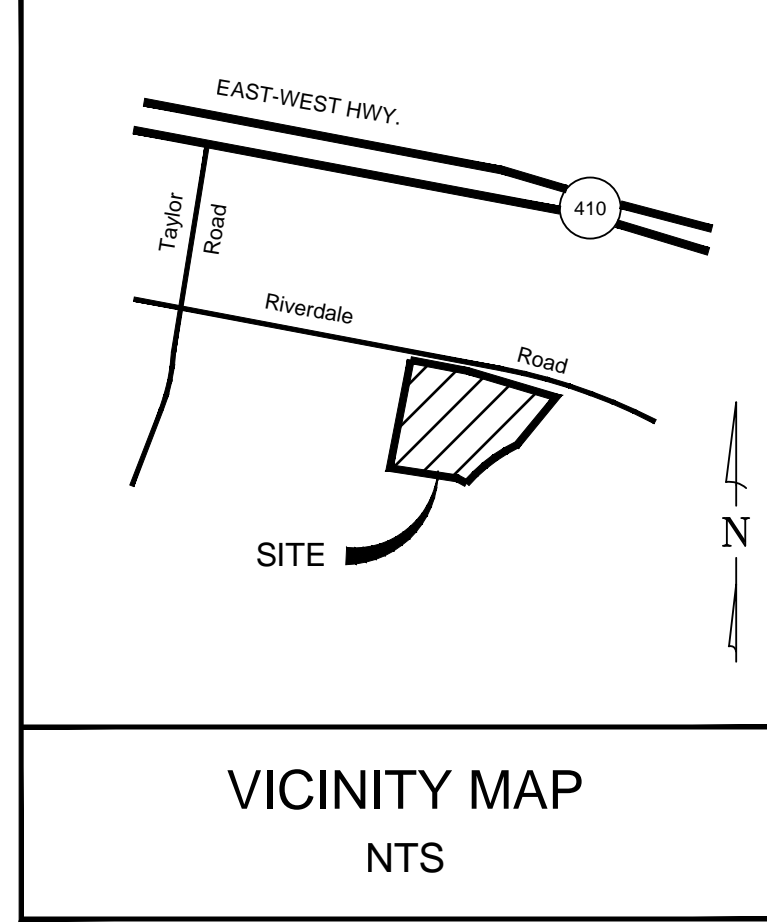 EAST-WEST HWY.
410
Taylor
Road
Riverdale
Road
N
SITE
VICINITY MAP
NTS